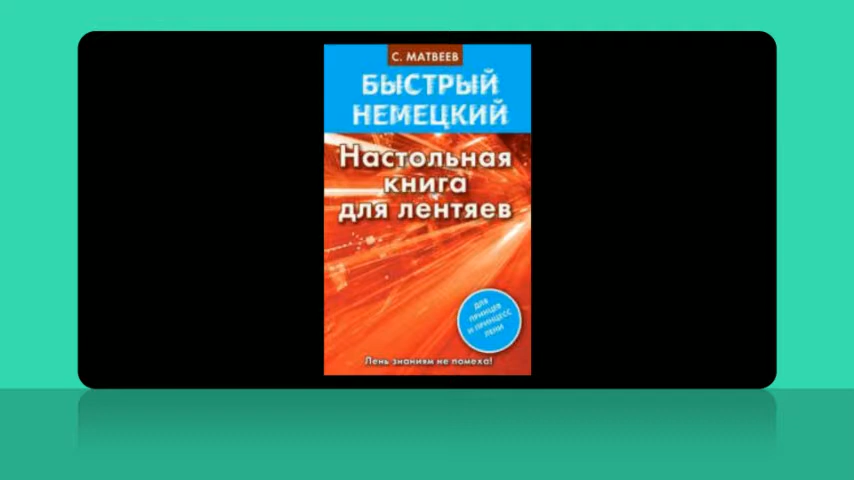 С. МАТВЕЕВ
БЫСТРЫЙ
НЕМЕЦКИЙ
Настольная
книга
для лентяев
ДЛЯ
ПРИНЦЕВ
И ПРИНЦЕСС
ЛЕНИ
Лень знаниям не помеха!